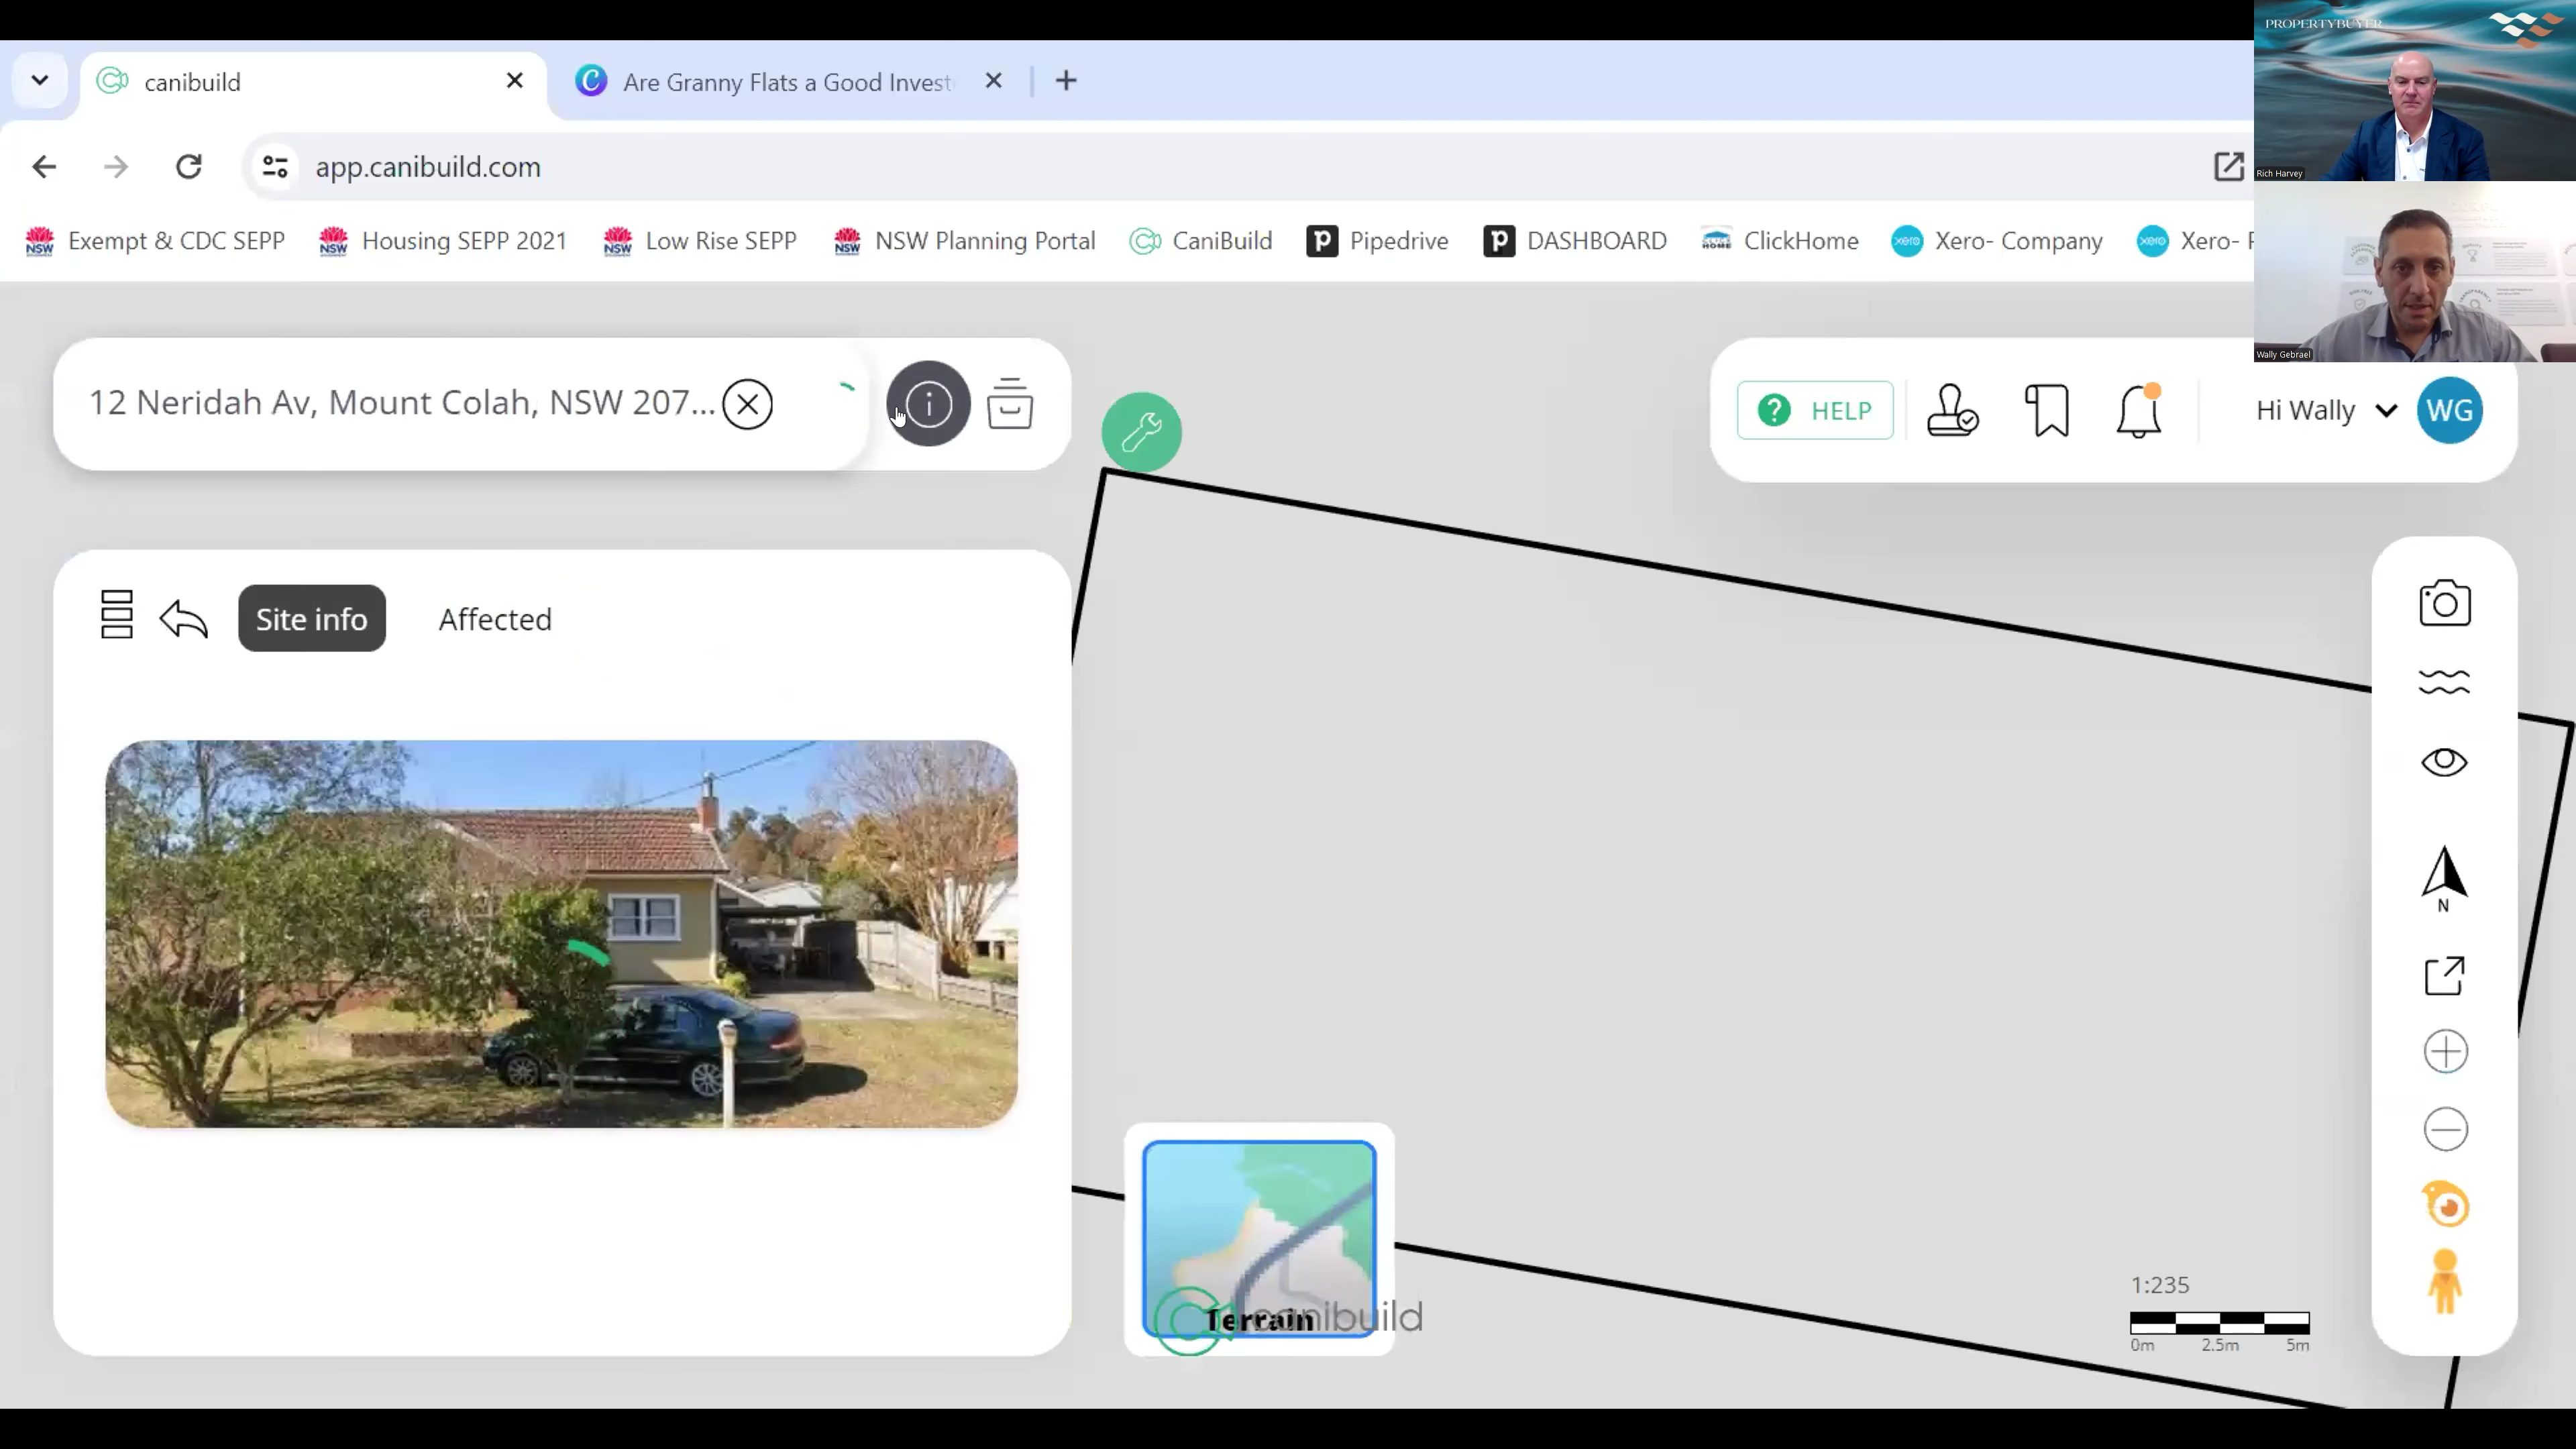 PROPERTYBUYER
canibuild
Are Granny Flats a Good Invest
app.canibuild.com
Rich Harvey
Exempt & CDC SEPP
Housing SEPP 2021
Low Rise SEPP
NSW Planning Portal
CaniBuild
Pipedrive
DASHBOARD
ClickHome
Xero- Company
Xero-
Wally Gebrael
12 Neridah Av, Mount Colah, NSW 207...
HELP
Hi Wally
WG
Site info
Affected
N
1:235
Terrain
canibuild
0m 2.5m 5m